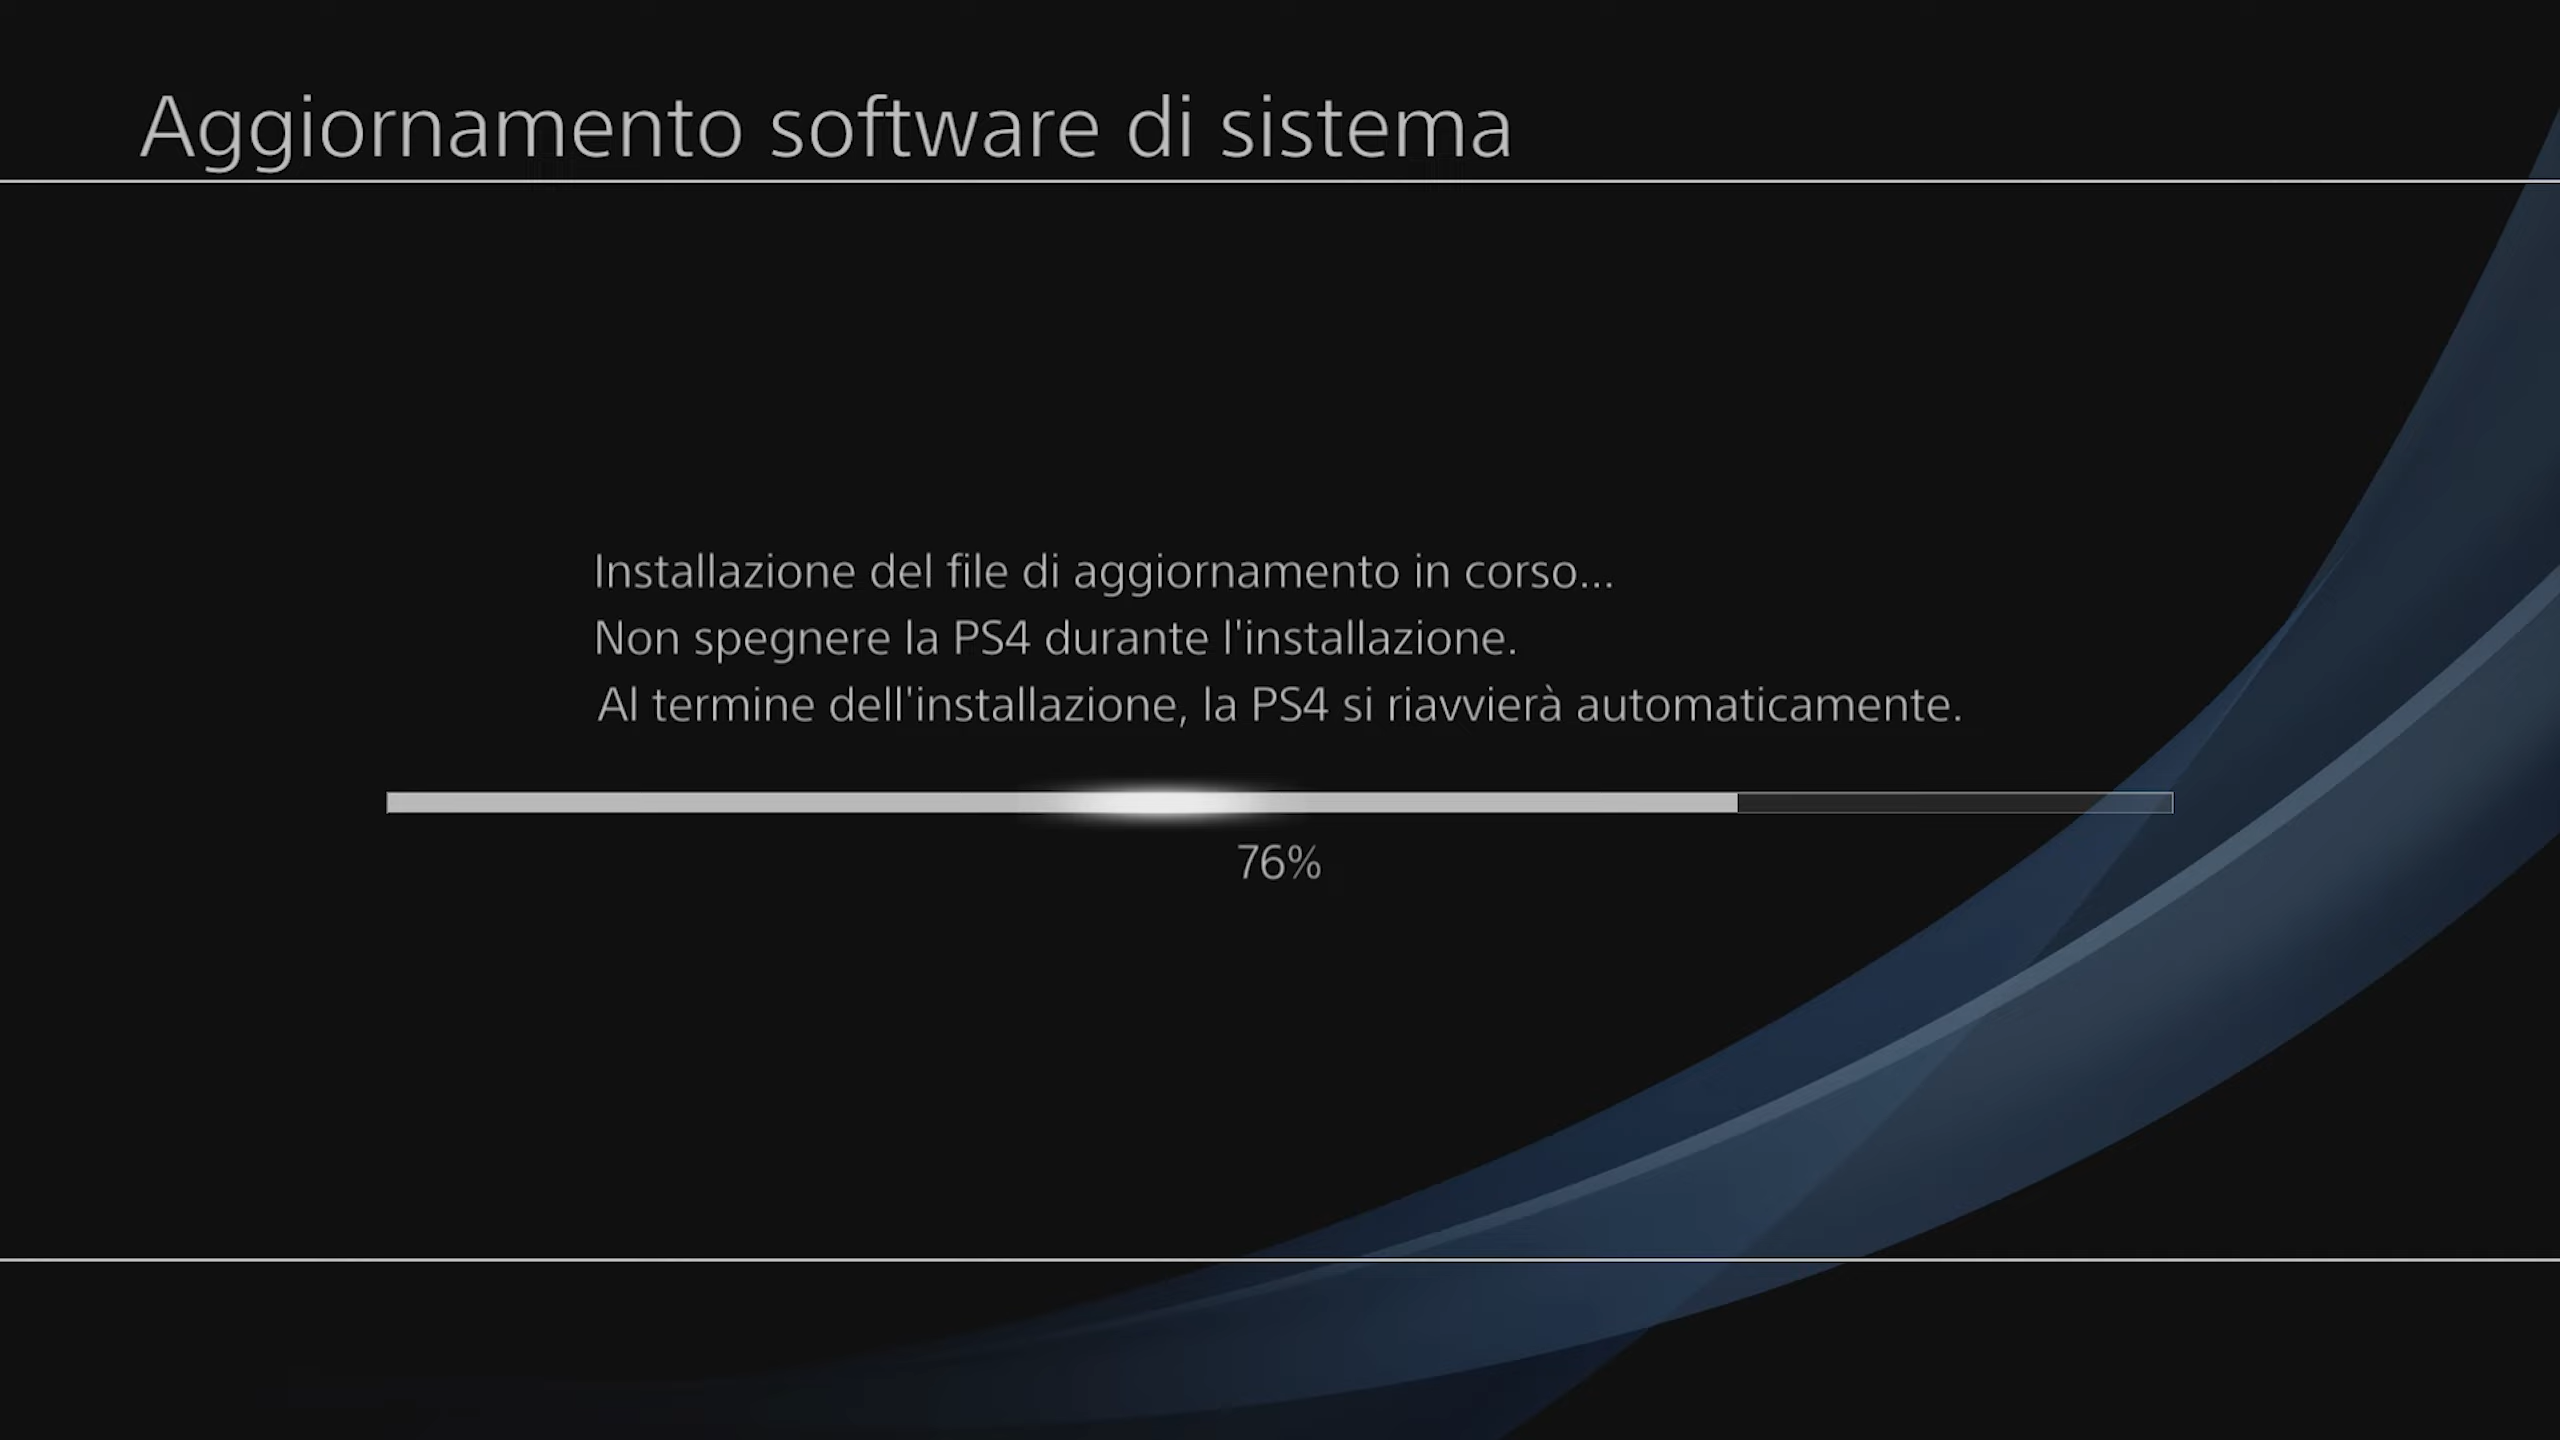 Aggiornamento software di sistema
Installazione del file di aggiornamento in corso...
Non spegnere la PS4 durante l'installazione.
Al termine dell'installazione, la PS4 si riavvierà automaticamente.
76%